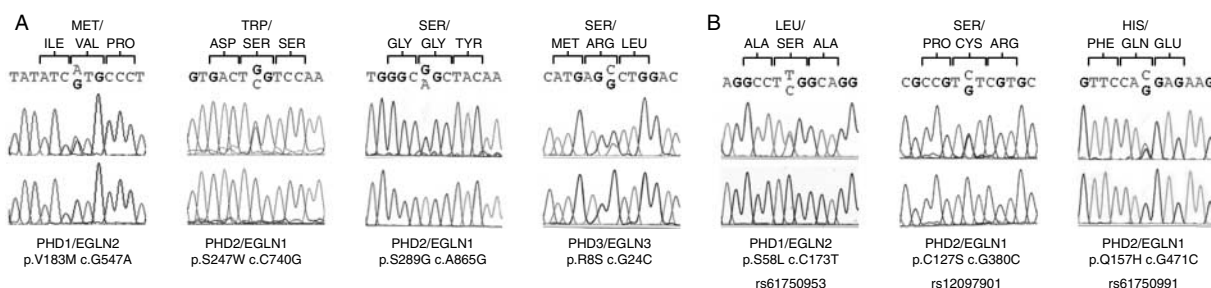 A
B
MET/
ILE VAL PRO
TATATC A/G TGCCCT
PHD1/EGLN2
p.V183M c.G547A
TRP/
ASP SER SER
GTGACT G/C GTCCAA
PHD2/EGLN1
p.S247W c.C740G
SER/
GLY GLY TYR
TGGGC G/A GCTACAA
PHD2/EGLN1
p.S289G c.A865G
SER/
MET ARG LEU
CATGAG C/G CTGGAC
PHD3/EGLN3
p.R8S c.G24C
LEU/
ALA SER ALA
AGGCCT T/C GGCAGG
PHD1/EGLN2
p.S58L c.C173T
rs61750953
SER/
PRO CYS ARG
CGCCGT C/G TCGTGC
PHD2/EGLN1
p.C127S c.G380C
rs12097901
HIS/
PHE GLN GLU
GTTCCA C/G GAGAAG
PHD2/EGLN1
p.Q157H c.G471C
rs61750991